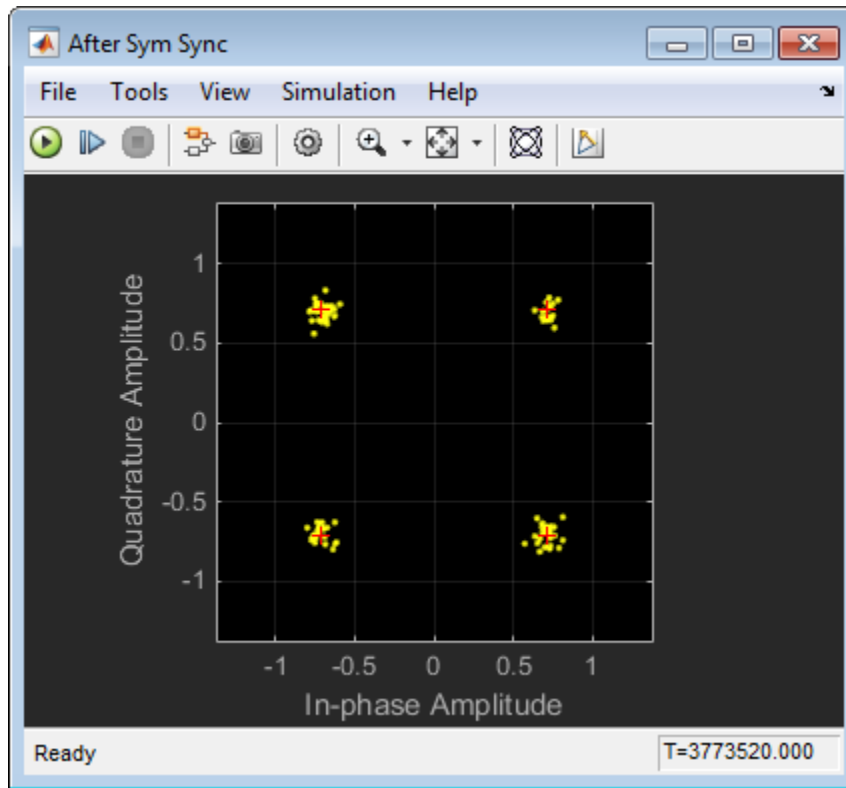 After Sym Sync
File Tools View Simulation Help
1
0.5
0
-0.5
-1
Quadrature Amplitude
-1 -0.5 0 0.5 1
In-phase Amplitude
Ready T=3773520.000